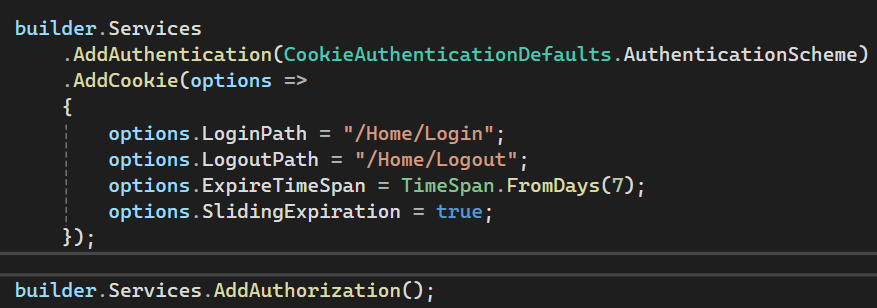 builder.Services
    .AddAuthentication(CookieAuthenticationDefaults.AuthenticationScheme)
    .AddCookie(options =>
    {
        options.LoginPath = "/Home/Login";
        options.LogoutPath = "/Home/Logout";
        options.ExpireTimeSpan = TimeSpan.FromDays(7);
        options.SlidingExpiration = true;
    });
builder.Services.AddAuthorization();